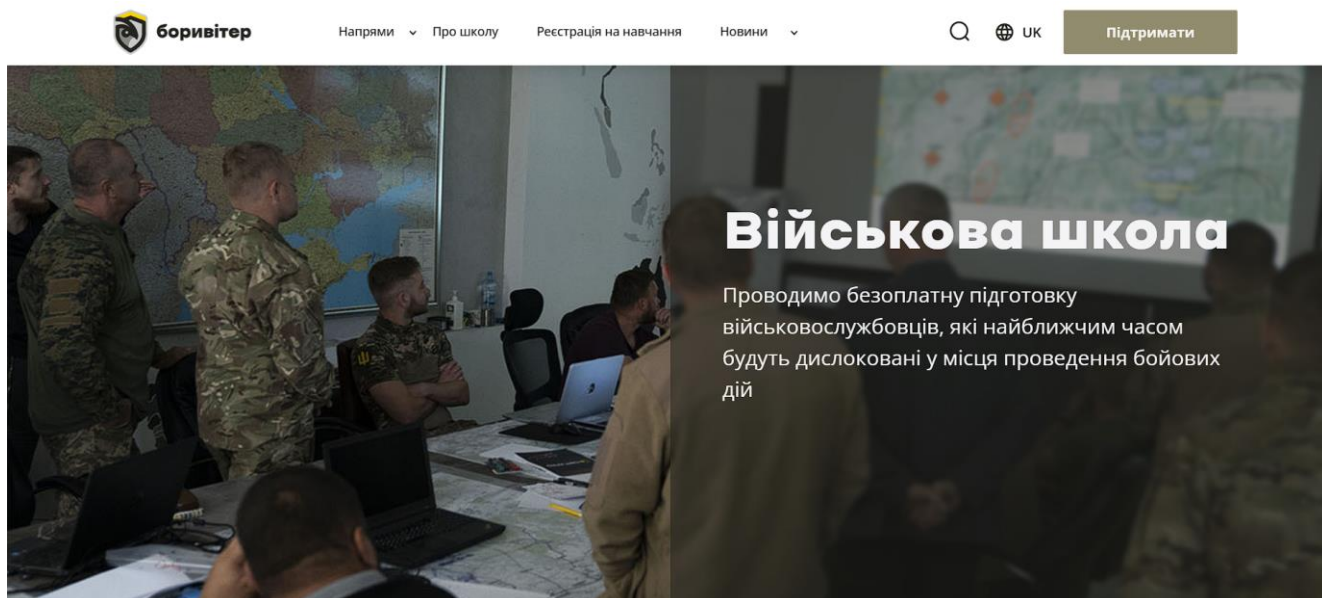 боривітер
Напрями
Про школу
Реєстрація на навчання
Новини
UK
Підтримати
Військова школа
Проводимо безоплатну підготовку
військовослужбовців, які найближчим часом
будуть дислоковані у місця проведення бойових
дій